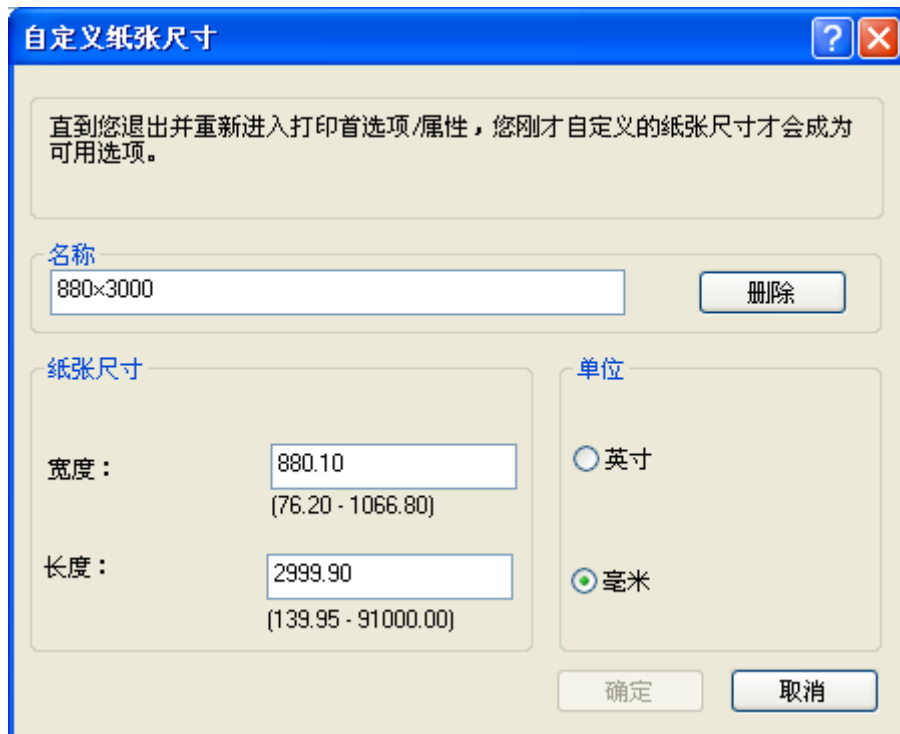 自定义纸张尺寸
直到您退出并重新进入打印首选项/属性，您刚才自定义的纸张尺寸才会成为
可用选项。
名称
880×3000
删除
纸张尺寸
单位
宽度：
880.10
(76.20 - 1066.80)
英寸
长度：
2999.90
(139.95 - 91000.00)
毫米
确定
取消